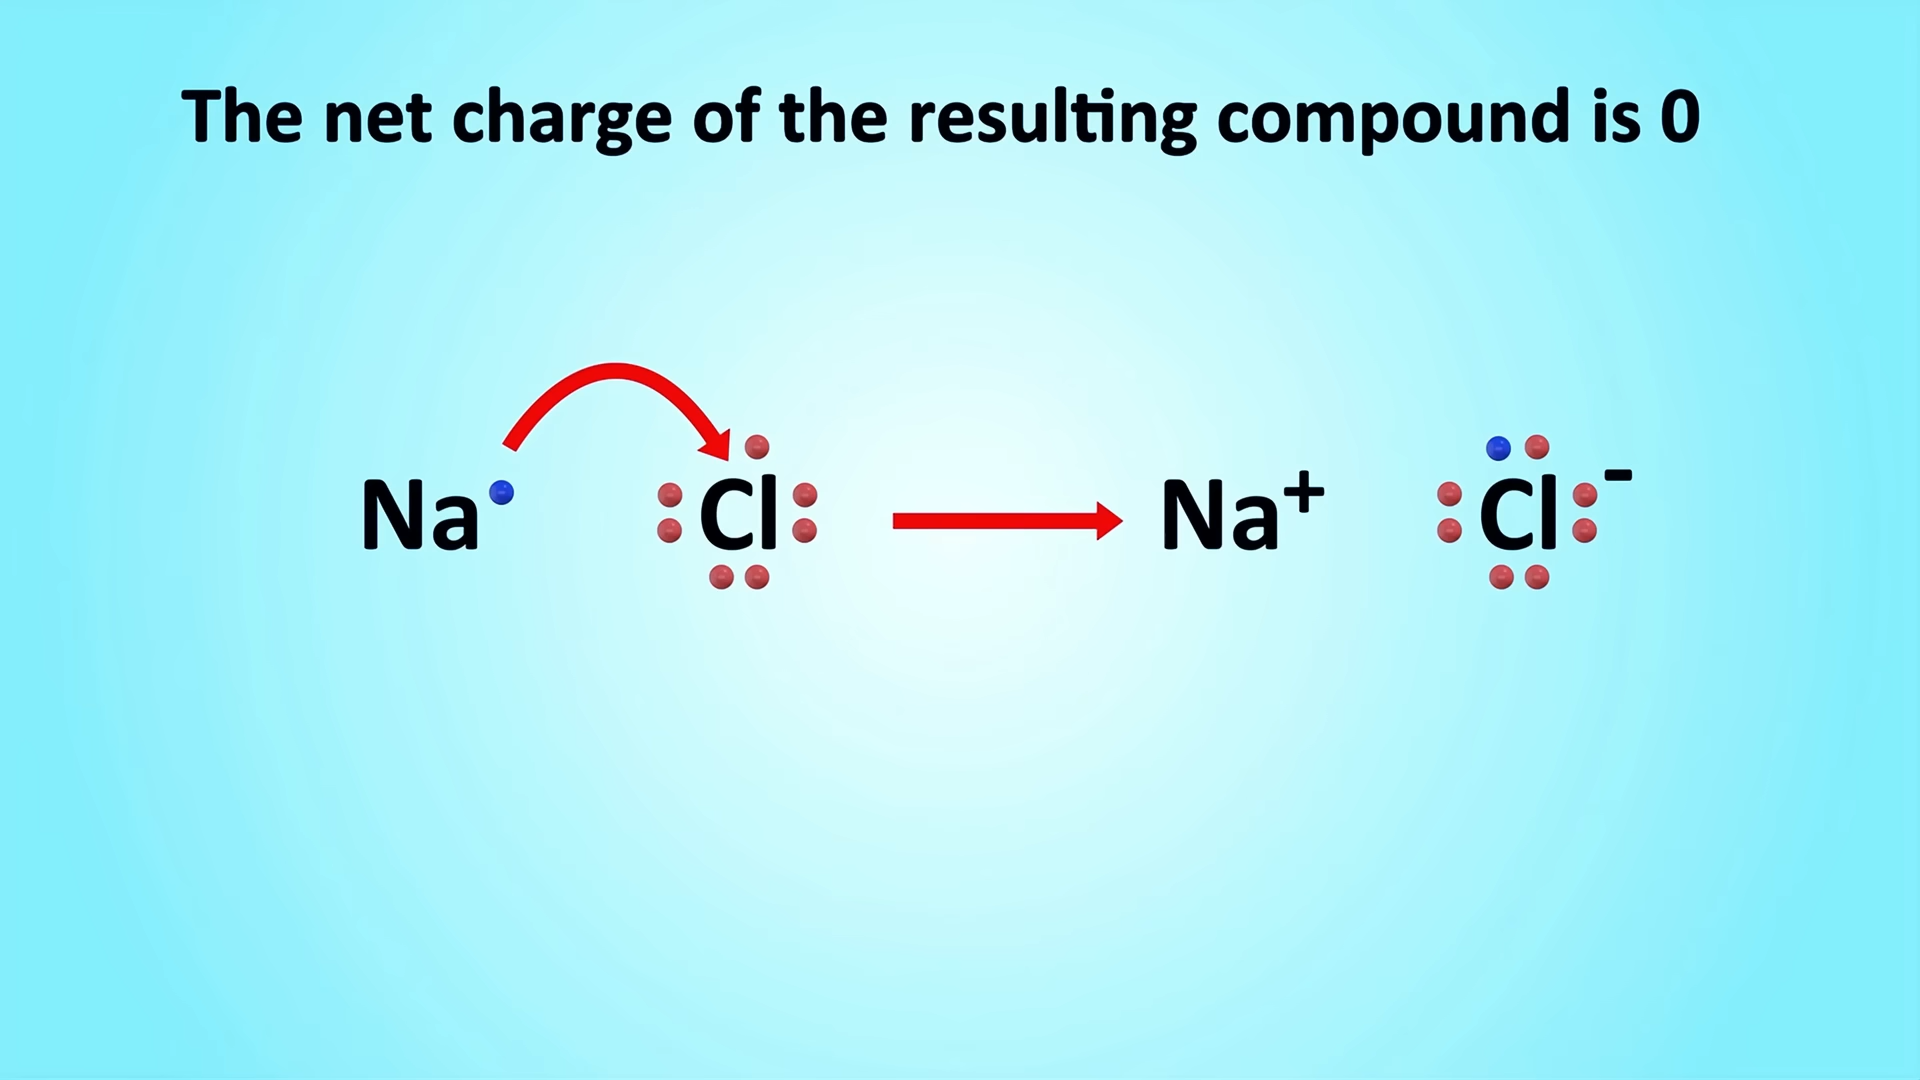 The net charge of the resulting compound is 0
Na Cl Na⁺ Cl⁻